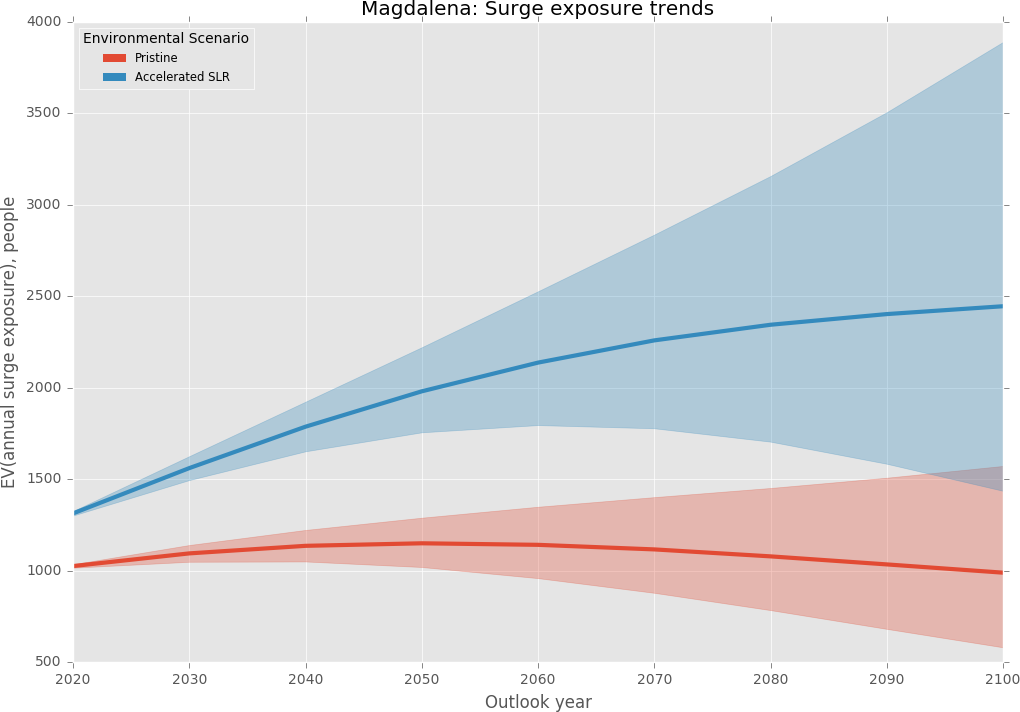 Magdalena: Surge exposure trends
Environmental Scenario
Pristine
Accelerated SLR
EV(annual surge exposure), people
4000
3500
3000
2500
2000
1500
1000
500
2020 2030 2040 2050 2060 2070 2080 2090 2100
Outlook year